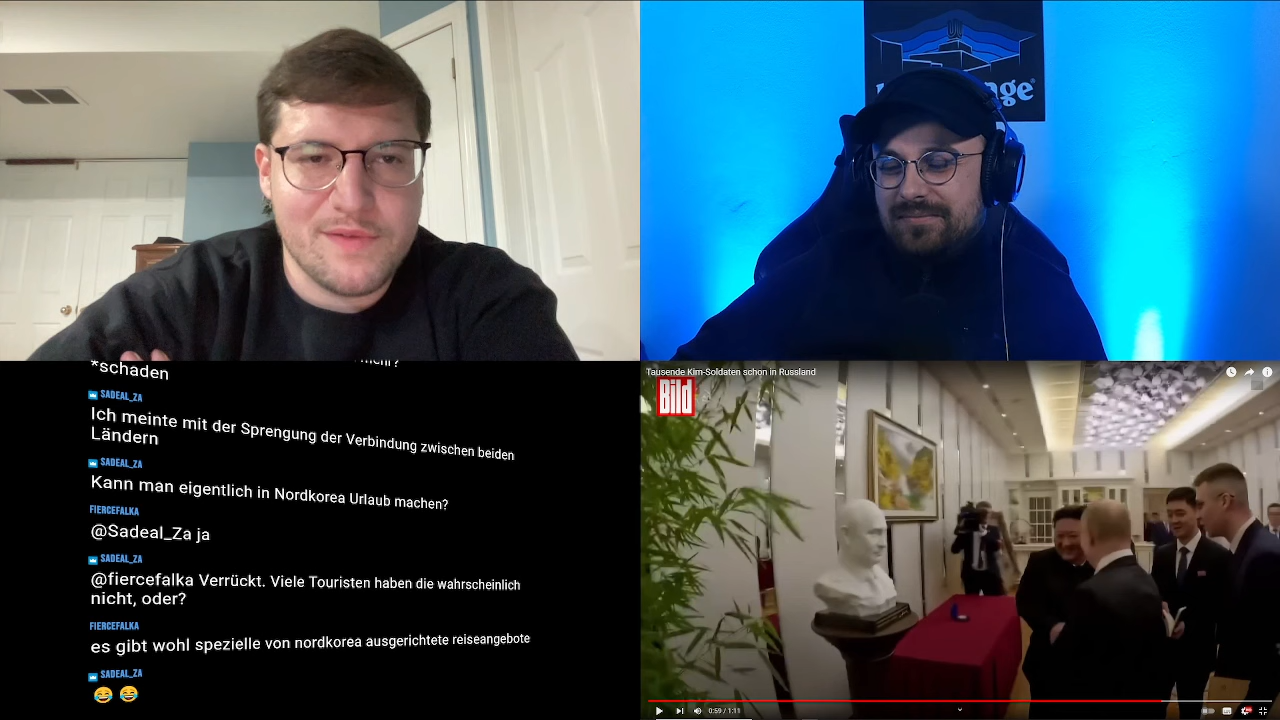 nge®
mehr?
*schaden
SADEAL_ZA
Ich meinte mit der Sprengung der Verbindung zwischen beiden
Ländern
SADEAL_ZA
Kann man eigentlich in Nordkorea Urlaub machen?
FIERCEFALKA
@Sadeal_Za ja
SADEAL_ZA
@fiercefalka Verrückt. Viele Touristen haben die wahrscheinlich
nicht, oder?
FIERCEFALKA
es gibt wohl spezielle von nordkorea ausgerichtete reiseangebote
SADEAL_ZA
😂 😂
Tausende Kim-Soldaten schon in Russland
Bild
0:59 / 1:11